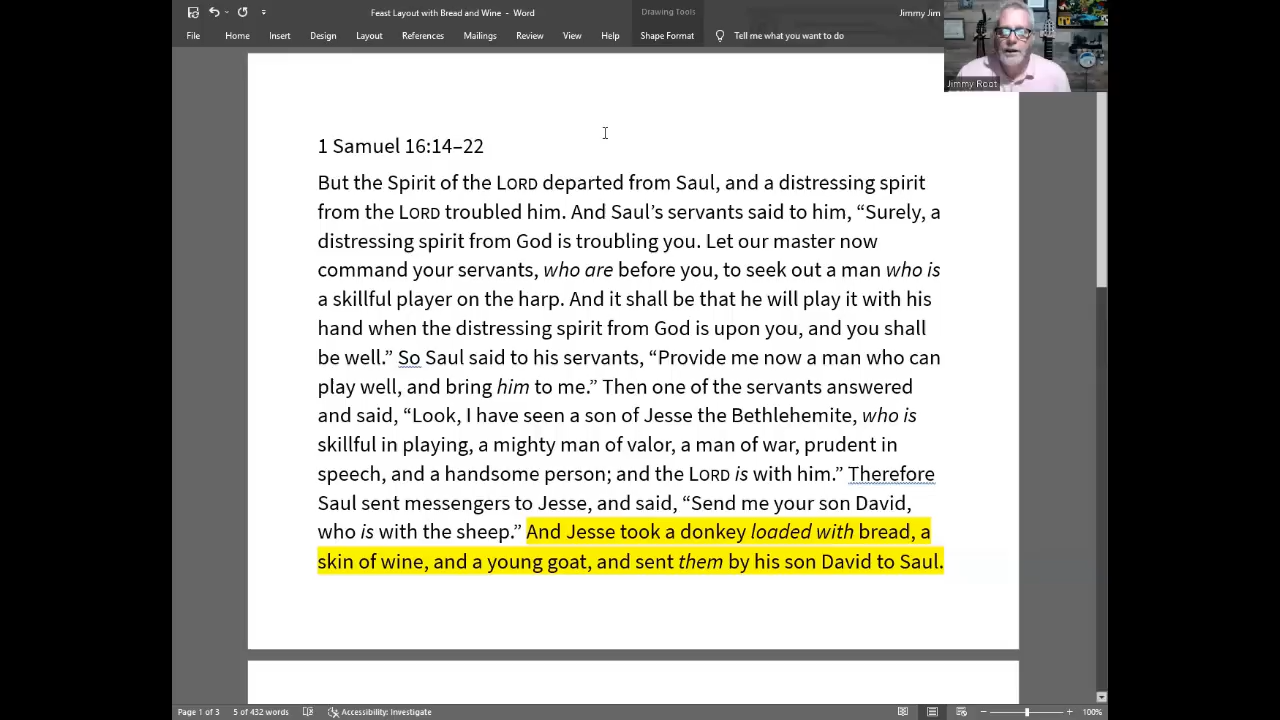 Feast Layout with Bread and Wine - Word
Drawing Tools
Jimmy Jim
File Home Insert Design Layout References Mailings Review View Help Shape Format Tell me what you want to do
Jimmy Root
1 Samuel 16:14–22
But the Spirit of the LORD departed from Saul, and a distressing spirit
from the LORD troubled him. And Saul’s servants said to him, “Surely, a
distressing spirit from God is troubling you. Let our master now
command your servants, who are before you, to seek out a man who is
a skillful player on the harp. And it shall be that he will play it with his
hand when the distressing spirit from God is upon you, and you shall
be well.” So Saul said to his servants, “Provide me now a man who can
play well, and bring him to me.” Then one of the servants answered
and said, “Look, I have seen a son of Jesse the Bethlehemite, who is
skillful in playing, a mighty man of valor, a man of war, prudent in
speech, and a handsome person; and the LORD is with him.” Therefore
Saul sent messengers to Jesse, and said, “Send me your son David,
who is with the sheep.” And Jesse took a donkey loaded with bread, a
skin of wine, and a young goat, and sent them by his son David to Saul.
Page 1 of 3 5 of 432 words Accessibility: Investigate 100%